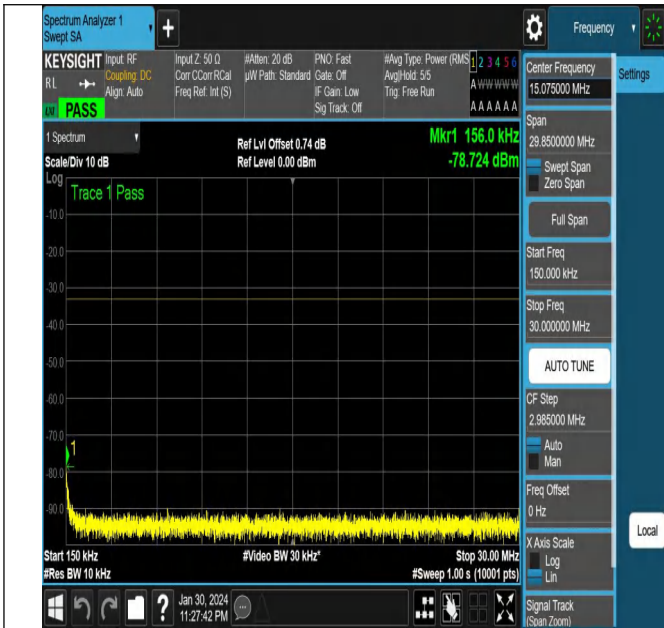 Spectrum Analyzer 1
Swept SA
Frequency
KEYSIGHT
RL
PASS
Input: RF
Coupling: DC
Align: Auto
Input Z: 50 Ω
Corr CCorr RCal
Freq Ref: Int (S)
#Atten: 20 dB
µW Path: Standard
PNO: Fast
Gate: Off
IF Gain: Low
Sig Track: Off
#Avg Type: Power (RMS
Avg|Hold: 5/5
Trig: Free Run
1 2 3 4 5 6
A W W W W W
A A A A A A
1 Spectrum
Scale/Div 10 dB
Ref Lvl Offset 0.74 dB
Ref Level 0.00 dBm
Mkr1 156.0 kHz
-78.724 dBm
Log
Trace 1 Pass
-10.0
-20.0
-30.0
-40.0
-50.0
-60.0
-70.0
1
-80.0
-90.0
Start 150 kHz
#Video BW 30 kHz*
Stop 30.00 MHz
#Res BW 10 kHz
#Sweep 1.00 s (10001 pts)
Jan 30, 2024
11:27:42 PM
Center Frequency
15.075000 MHz
Settings
Span
29.8500000 MHz
Swept Span
Zero Span
Full Span
Start Freq
150.000 kHz
Stop Freq
30.000000 MHz
AUTO TUNE
CF Step
2.985000 MHz
Auto
Man
Freq Offset
0 Hz
Local
X Axis Scale
Log
Lin
Signal Track
(Span Zoom)